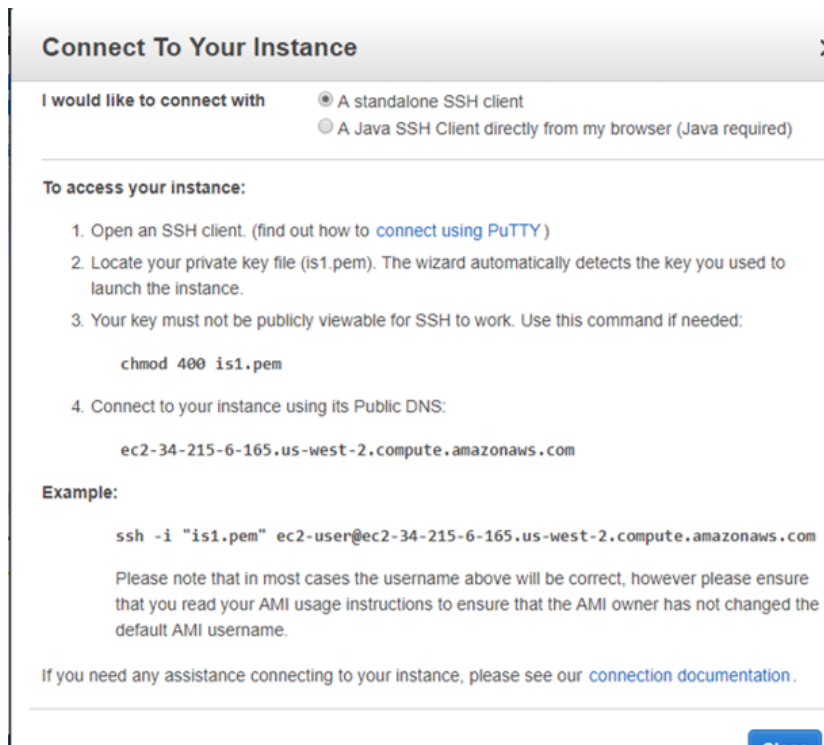 Connect To Your Instance
I would like to connect with
A standalone SSH client
A Java SSH Client directly from my browser (Java required)
To access your instance:
1. Open an SSH client. (find out how to connect using PuTTY)
2. Locate your private key file (is1.pem). The wizard automatically detects the key you used to
launch the instance.
3. Your key must not be publicly viewable for SSH to work. Use this command if needed:
chmod 400 is1.pem
4. Connect to your instance using its Public DNS:
ec2-34-215-6-165.us-west-2.compute.amazonaws.com
Example:
ssh -i "is1.pem" ec2-user@ec2-34-215-6-165.us-west-2.compute.amazonaws.com
Please note that in most cases the username above will be correct, however please ensure
that you read your AMI usage instructions to ensure that the AMI owner has not changed the
default AMI username.
If you need any assistance connecting to your instance, please see our connection documentation.